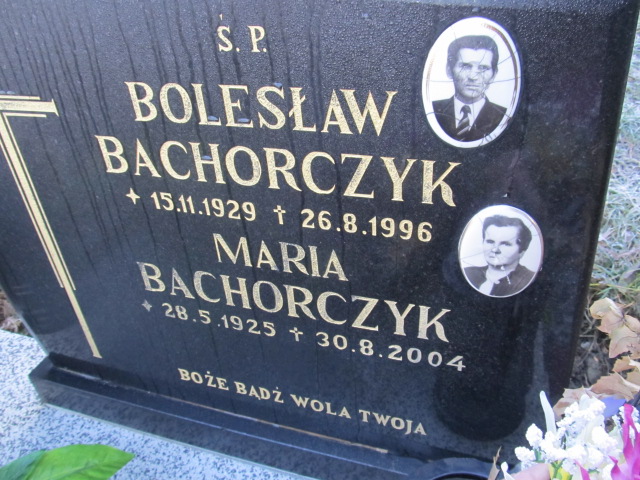 Ś. P.
BOLESŁAW
BACHORCZYK
15.11.1929 † 26.8.1996
MARIA
BACHORCZYK
28.5.1925 † 30.8.2004
BOŻE BĄDŹ WOLA TWOJA